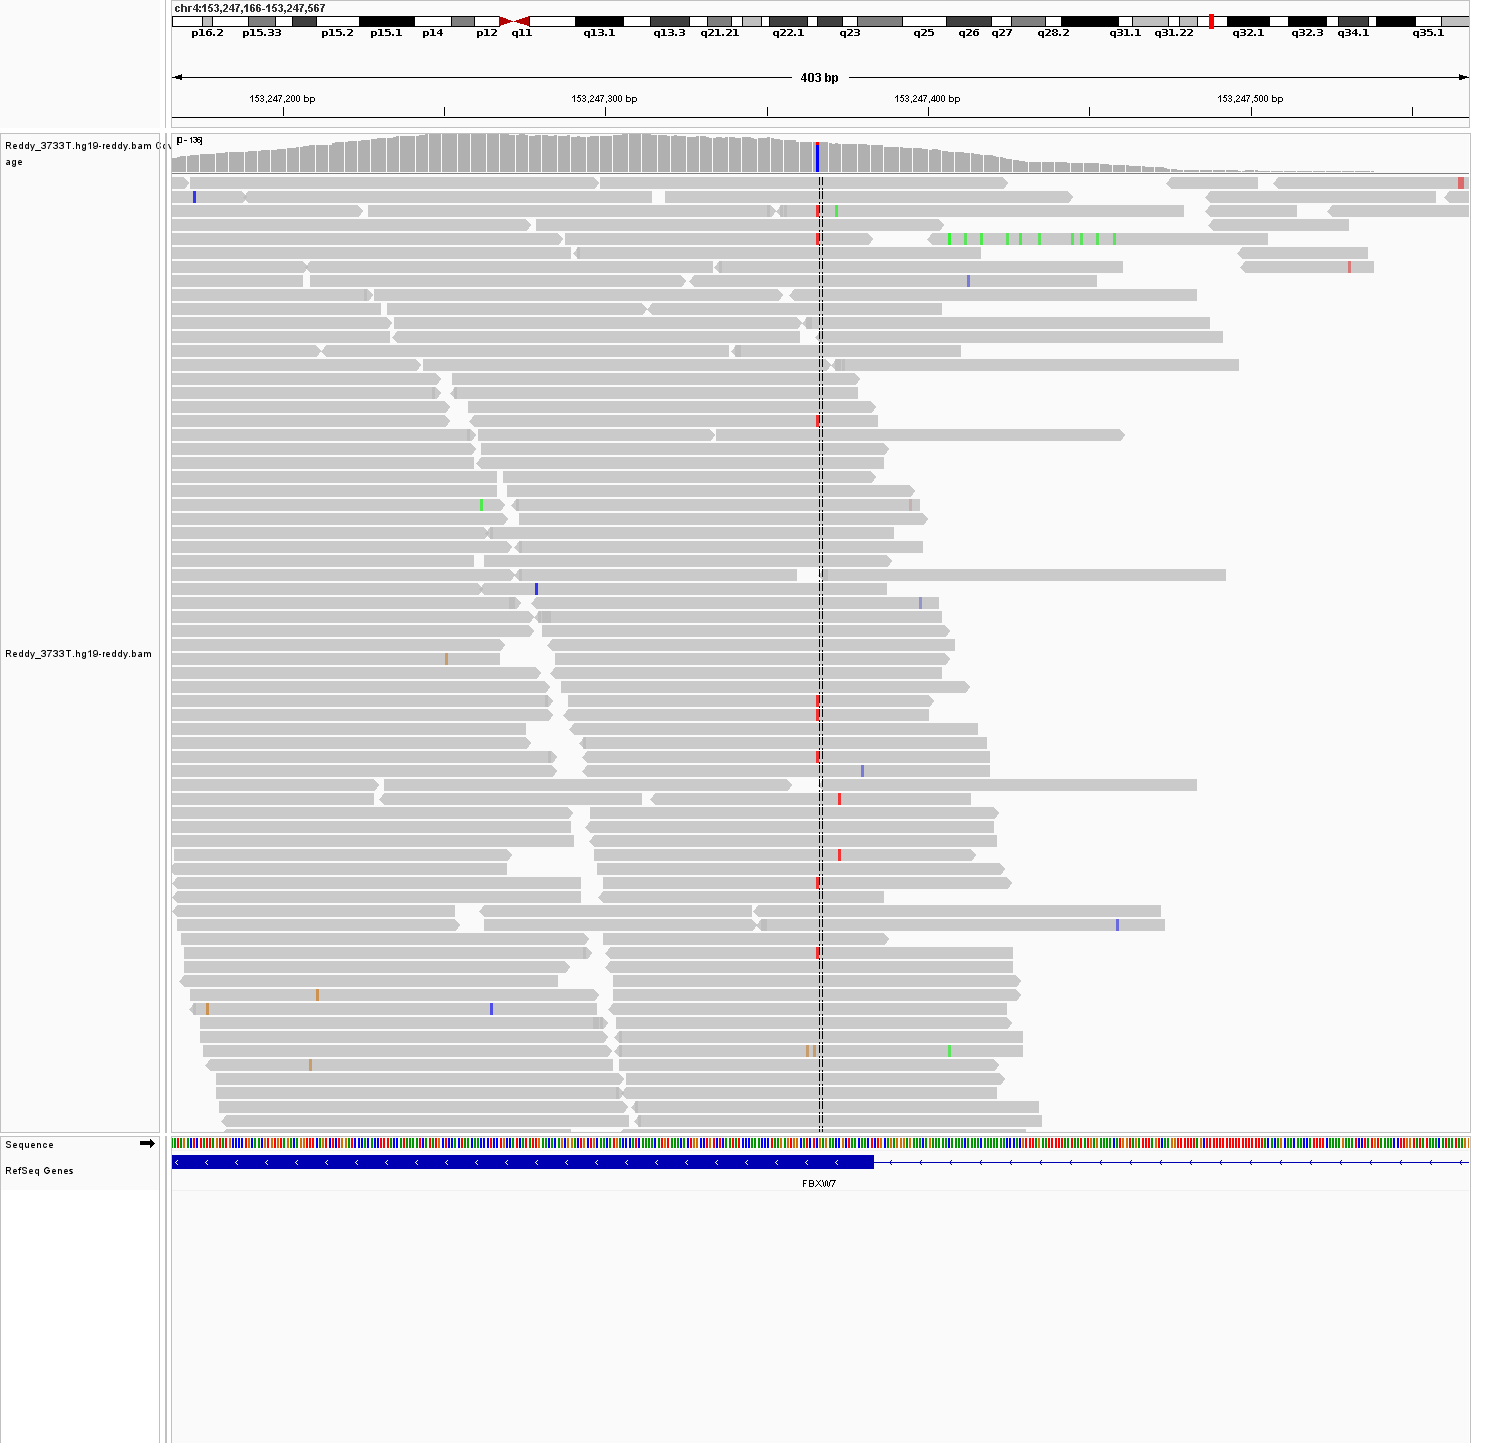 chr4:153,247,166-153,247,567
p16.2 p15.33 p15.2 p15.1 p14 p12 q11 q13.1 q13.3 q21.21 q22.1 q23 q25 q26 q27 q28.2 q31.1 q31.22 q32.1 q32.3 q34.1 q35.1
403 bp
153,247,200 bp 153,247,300 bp 153,247,400 bp 153,247,500 bp
[0 - 136]
Reddy_3733T.hg19-reddy.bam Cov
age
Reddy_3733T.hg19-reddy.bam
Sequence
RefSeq Genes
FBXW7